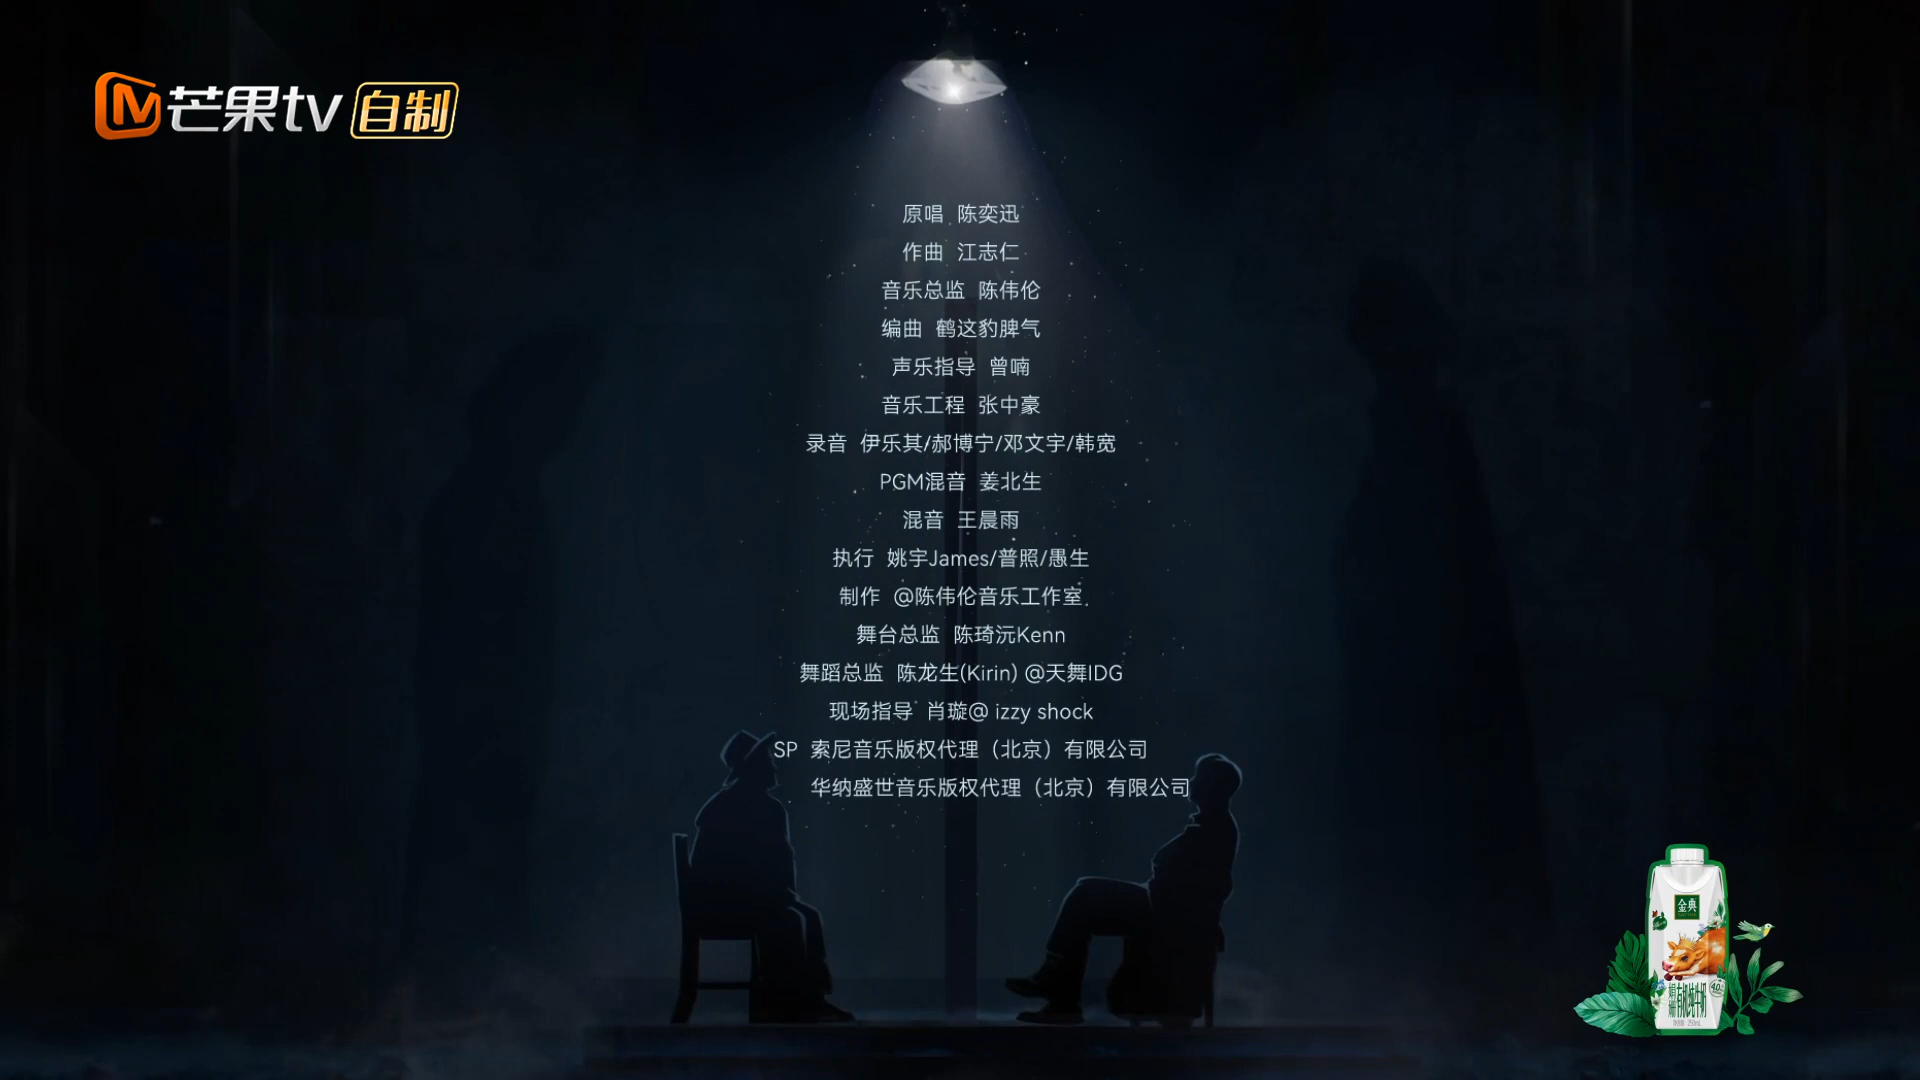 芒果tv 自制
原唱 陈奕迅
作曲 江志仁
音乐总监 陈伟伦
编曲 鹤这豹脾气
声乐指导 曾喃
音乐工程 张中豪
录音 伊乐其/郝博宁/邓文宇/韩宽
PGM混音 姜北生
混音 王晨雨
执行 姚宇James/普照/愚生
制作 @陈伟伦音乐工作室
舞台总监 陈琦沅Kenn
舞蹈总监 陈龙生(Kirin) @天舞IDG
现场指导 肖璇@ izzy shock
SP 索尼音乐版权代理（北京）有限公司
华纳盛世音乐版权代理（北京）有限公司
金典
有机纯牛奶
4.0
250mL